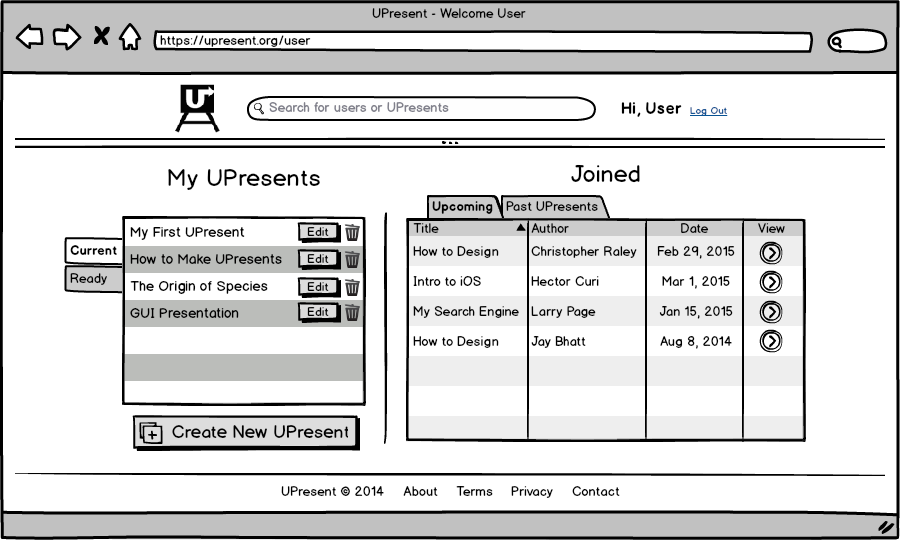 UPresent - Welcome User
https://upresent.org/user
U
Search for users or UPresents
Hi, User Log Out
My UPresents
Joined
Current
Ready
My First UPresent Edit
How to Make UPresents Edit
The Origin of Species Edit
GUI Presentation Edit
Create New UPresent
Upcoming Past UPresents
Title Author Date View
How to Design Christopher Raley Feb 29, 2015
Intro to iOS Hector Curi Mar 1, 2015
My Search Engine Larry Page Jan 15, 2015
How to Design Jay Bhatt Aug 8, 2014
UPresent © 2014 About Terms Privacy Contact